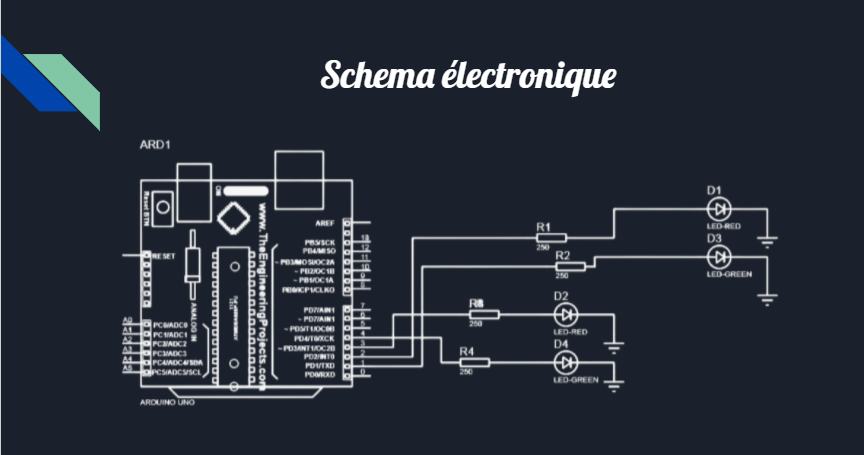 Schema électronique
ARD1
Reset BTN
ON
www.TheEngineeringProjects.com
AREF
RESET
PB5/SCK
13
PB4/MISO
12
~PB3/MOSI/OC2A
11
~PB2/OC1B
10
~PB1/OC1A
9
PB0/ICP1/CLKO
8
ANALOG IN
PD7/AIN1
7
~PD7/AIN1
6
~PD5/T1/OC0B
5
PD4/T0/XCK
4
~PD3/INT1/OC2B
3
PD2/INT0
2
PD1/TXD
1
PD0/RXD
0
A0
PC0/ADC0
A1
PC1/ADC1
A2
PC2/ADC2
A3
PC3/ADC3
A4
PC4/ADC4/SDA
A5
PC5/ADC5/SCL
ARDUINO UNO
R1
250
D1
LED-RED
R2
250
D3
LED-GREEN
250
D2
LED-RED
R4
250
D4
LED-GREEN